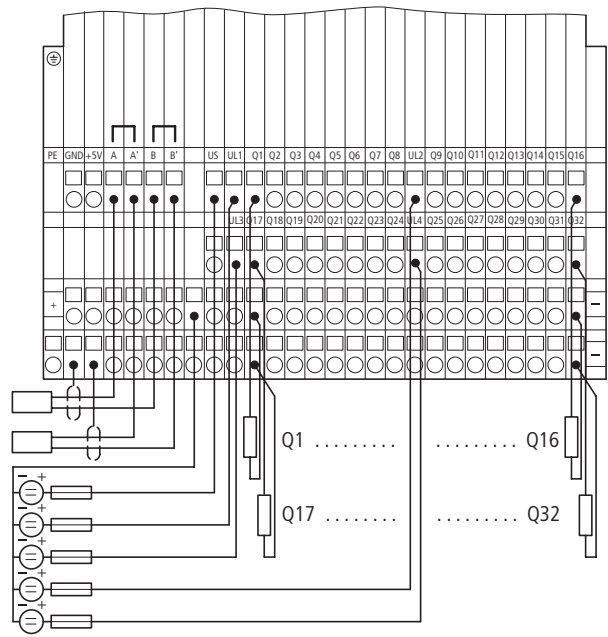 PE GND +5V A A' B B' US UL1 Q1 Q2 Q3 Q4 Q5 Q6 Q7 Q8 UL2 Q9 Q10 Q11 Q12 Q13 Q14 Q15 Q16
UL3 Q17 Q18 Q19 Q20 Q21 Q22 Q23 Q24 UL4 Q25 Q26 Q27 Q28 Q29 Q30 Q31 Q32
+ –
–
Q1 ......... ......... Q16
– +
Q17 ........ ......... Q32
– +
– +
– +
– +